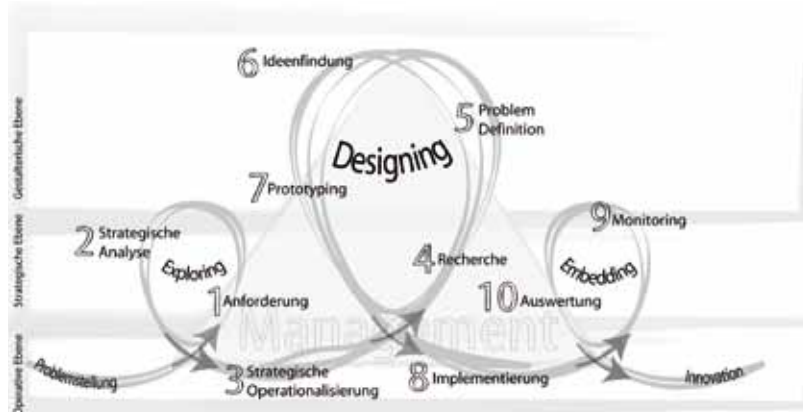 6 Ideenfindung
5 Problem
Definition
Designing
7 Prototyping
2 Strategische
Analyse
Exploring
1 Anforderung
4 Recherche
9 Monitoring
Embedding
10 Auswertung
Management
Problemstellung
3 Strategische
Operationalisierung
8 Implementierung
Innovation
Gestalterische Ebene
Strategische Ebene
Operative Ebene